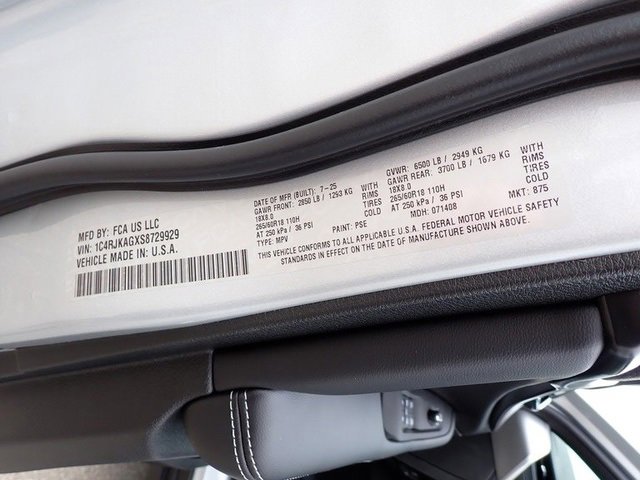 MFD BY: FCA US LLC
VIN: 1C4RJKAGXS8729929
VEHICLE MADE IN: U.S.A.
DATE OF MFR (BUILT): 7-25
GAWR FRONT: 2850 LB / 1293 KG WITH
18X8.0 RIMS
265/60R18 110H TIRES
AT 250 kPa / 36 PSI COLD
TYPE: MPV PAINT: PSE MDH: 071408 MKT: 875
GVWR: 6500 LB / 2949 KG
GAWR REAR: 3700 LB / 1679 KG WITH
18X8.0 RIMS
265/60R18 110H TIRES
AT 250 kPa / 36 PSI COLD
THIS VEHICLE CONFORMS TO ALL APPLICABLE U.S.A. FEDERAL MOTOR VEHICLE SAFETY
STANDARDS IN EFFECT ON THE DATE OF MANUFACTURE SHOWN ABOVE.